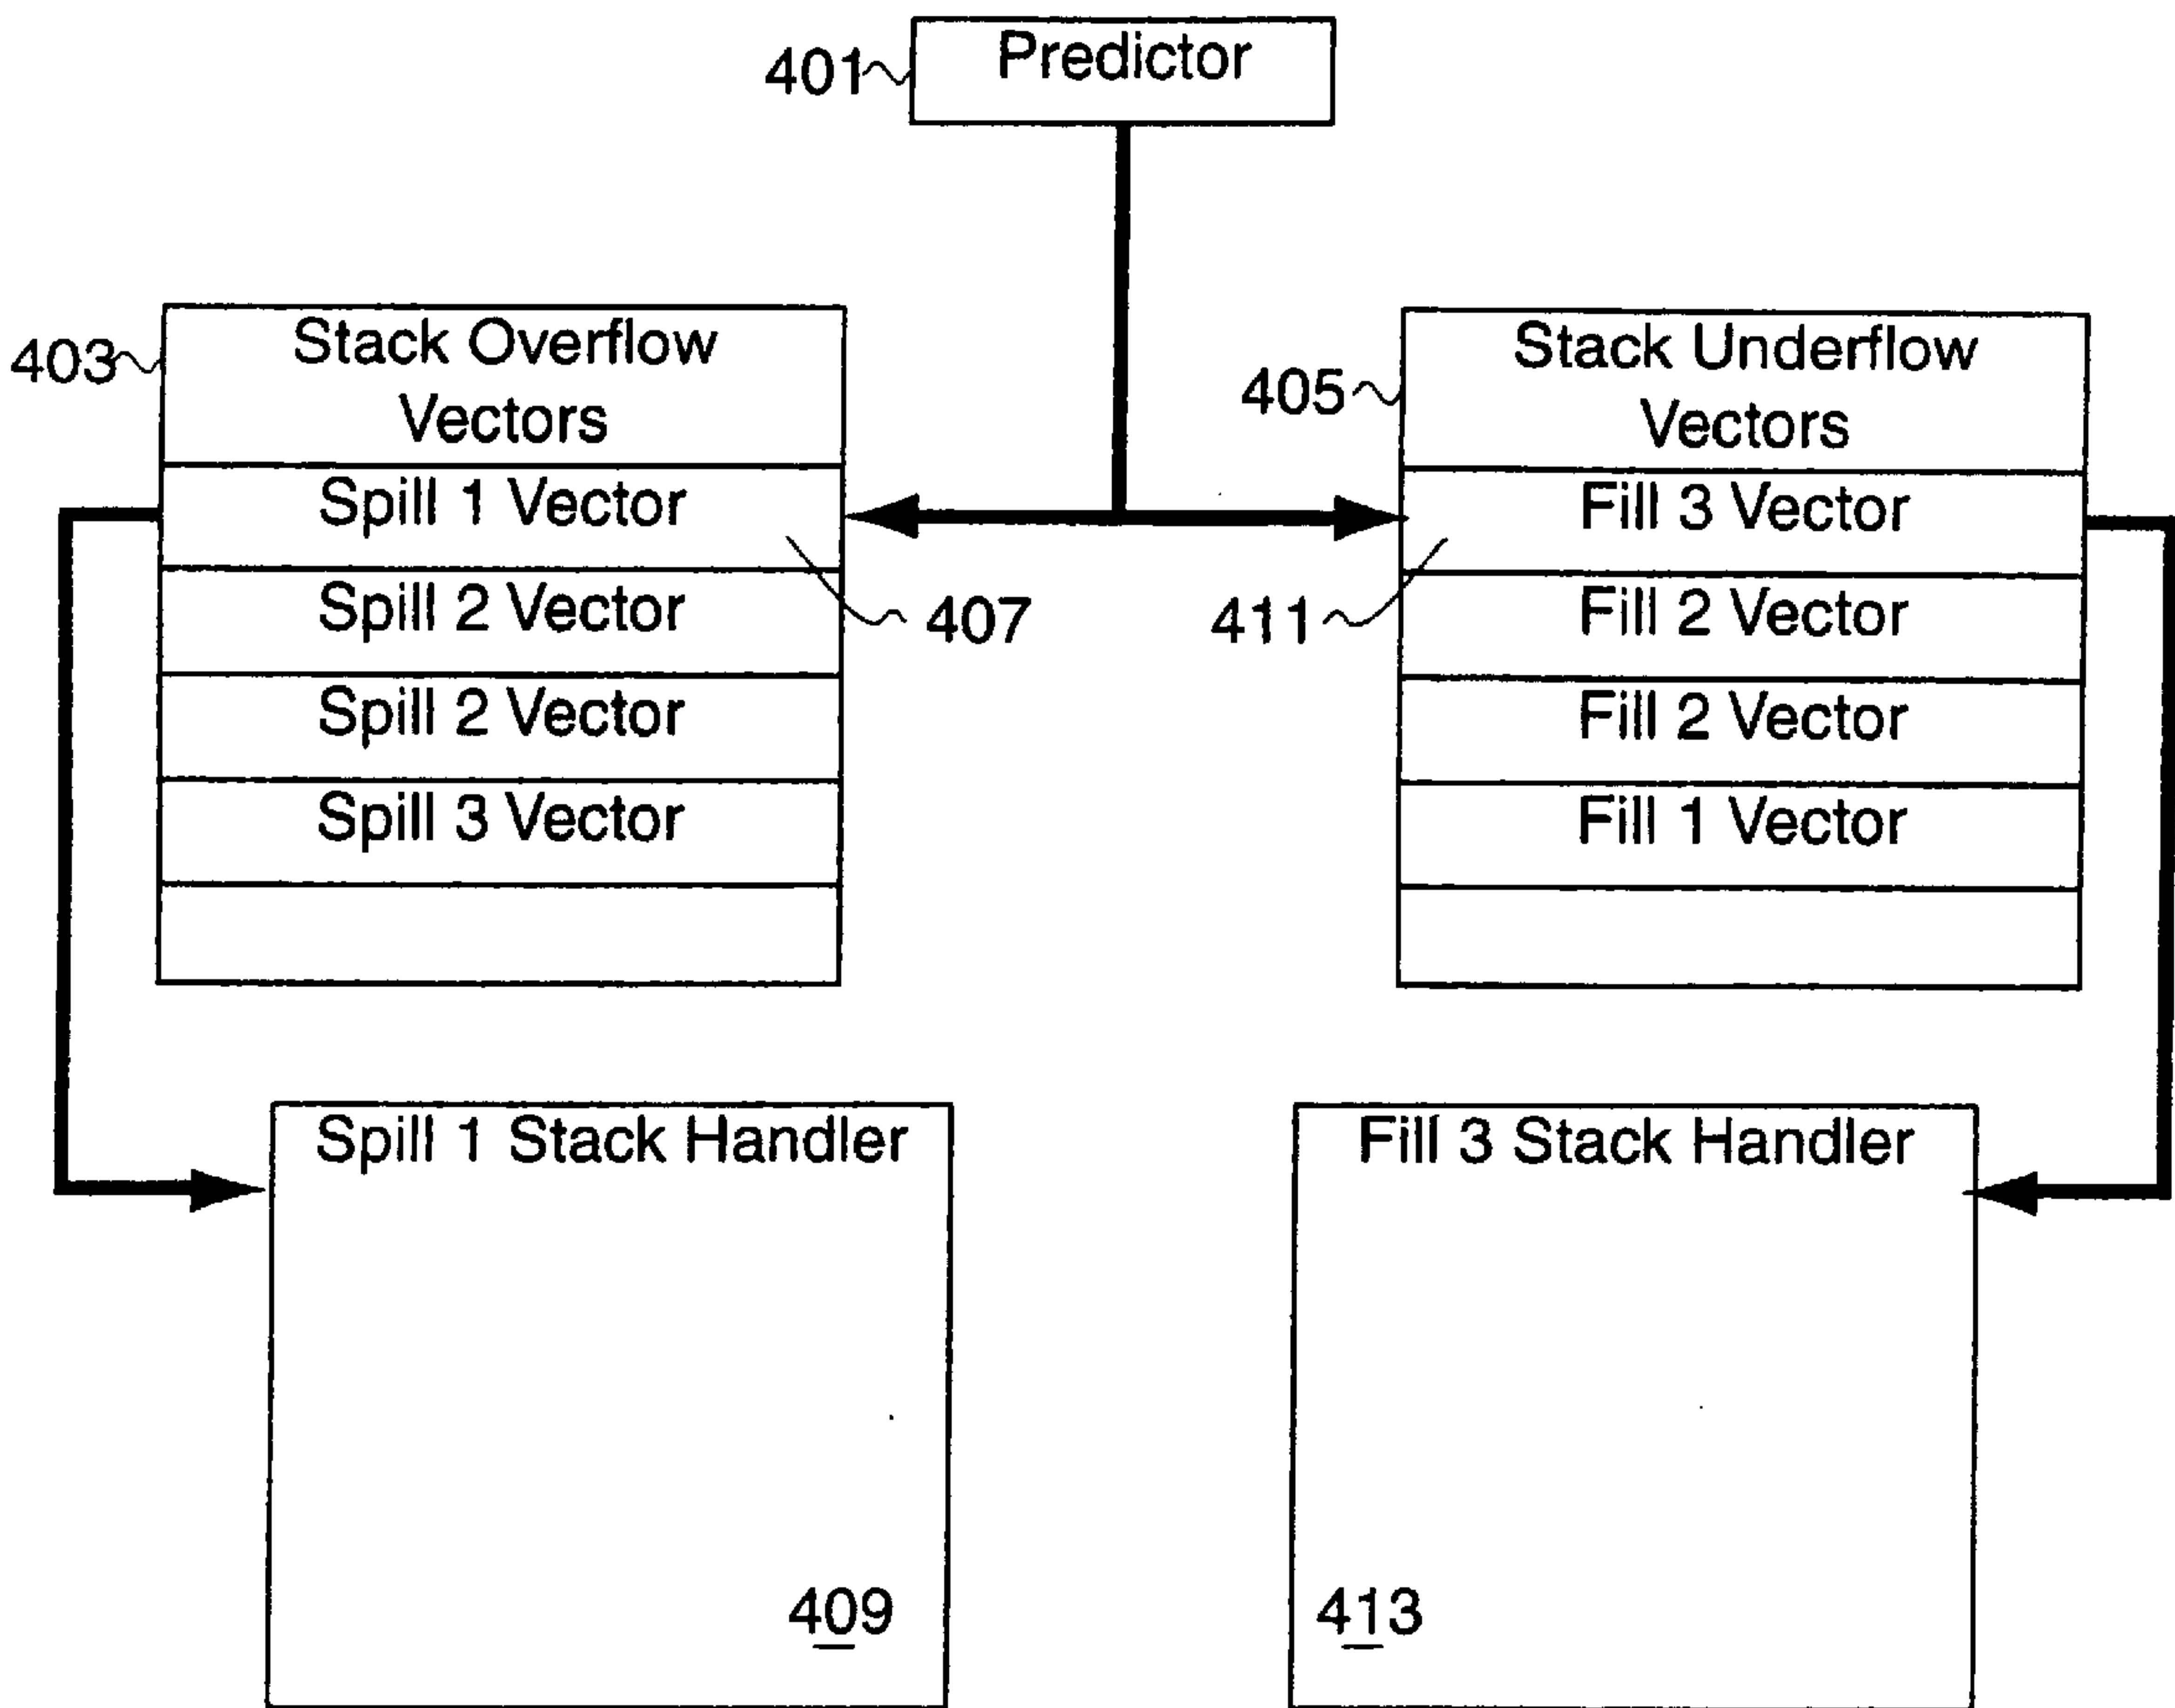 401
Predictor
403
Stack Overflow
Vectors
Spill 1 Vector
Spill 2 Vector
Spill 2 Vector
Spill 3 Vector
407
405
Stack Underflow
Vectors
Fill 3 Vector
Fill 2 Vector
Fill 2 Vector
Fill 1 Vector
411
Spill 1 Stack Handler
409
Fill 3 Stack Handler
413